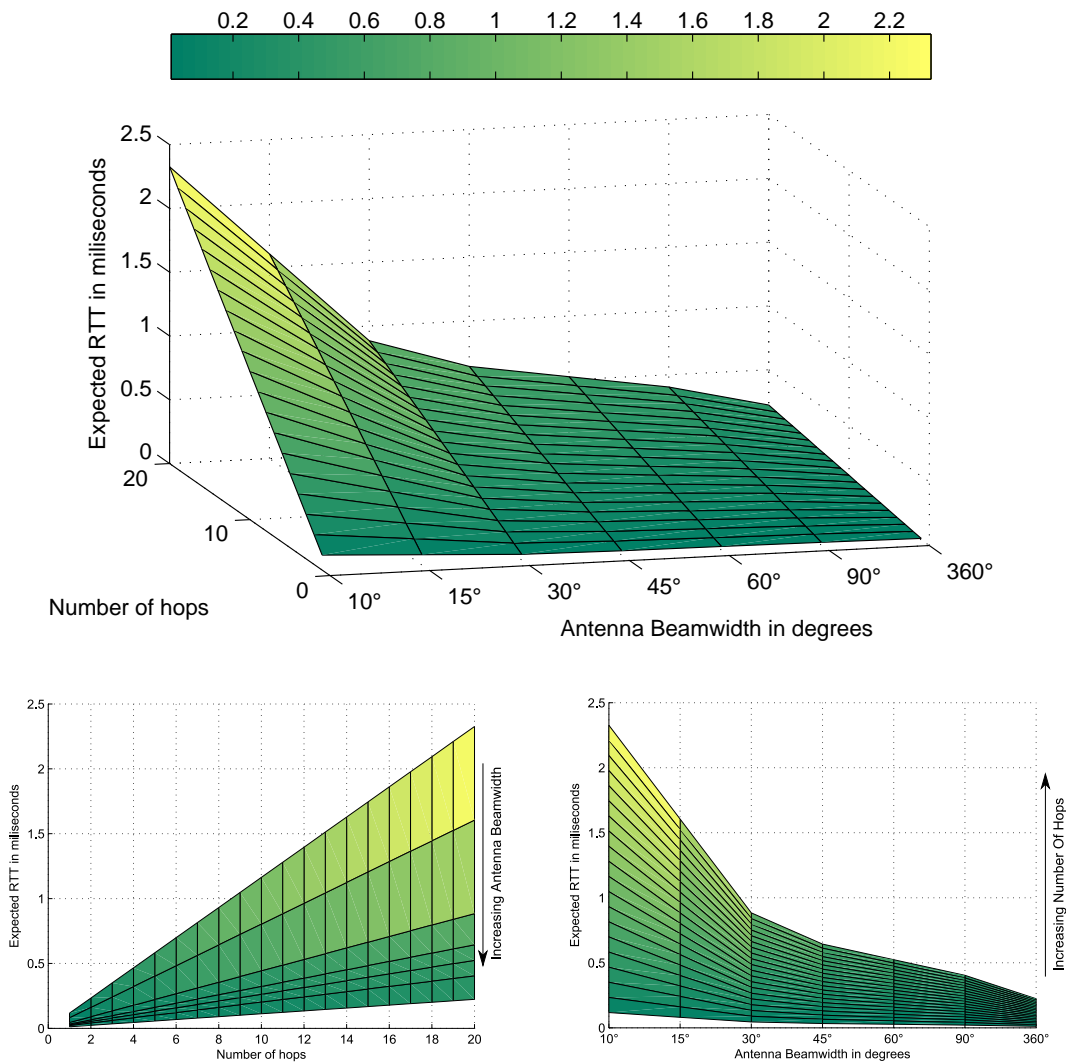 0.2 0.4 0.6 0.8 1 1.2 1.4 1.6 1.8 2 2.2
2.5
2
1.5
1
0.5
0
Expected RTT in miliseconds
20
10
0
Number of hops
10° 15° 30° 45° 60° 90° 360°
Antenna Beamwidth in degrees
2.5
2
1.5
1
0.5
0
Expected RTT in miliseconds
0 2 4 6 8 10 12 14 16 18 20
Number of hops
Increasing Antenna Beamwidth
2.5
2
1.5
1
0.5
0
Expected RTT in miliseconds
10° 15° 30° 45° 60° 90° 360°
Antenna Beamwidth in degrees
Increasing Number Of Hops